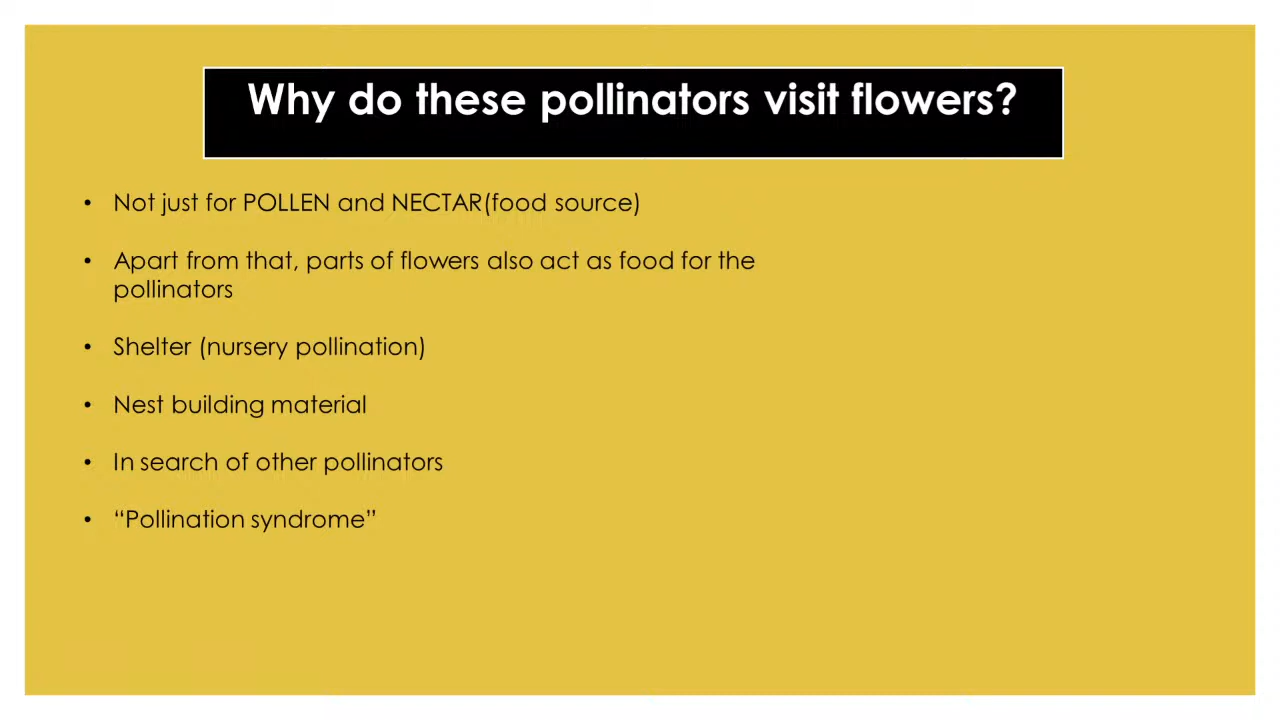 Why do these pollinators visit flowers?
• Not just for POLLEN and NECTAR(food source)
• Apart from that, parts of flowers also act as food for the
pollinators
• Shelter (nursery pollination)
• Nest building material
• In search of other pollinators
• “Pollination syndrome”